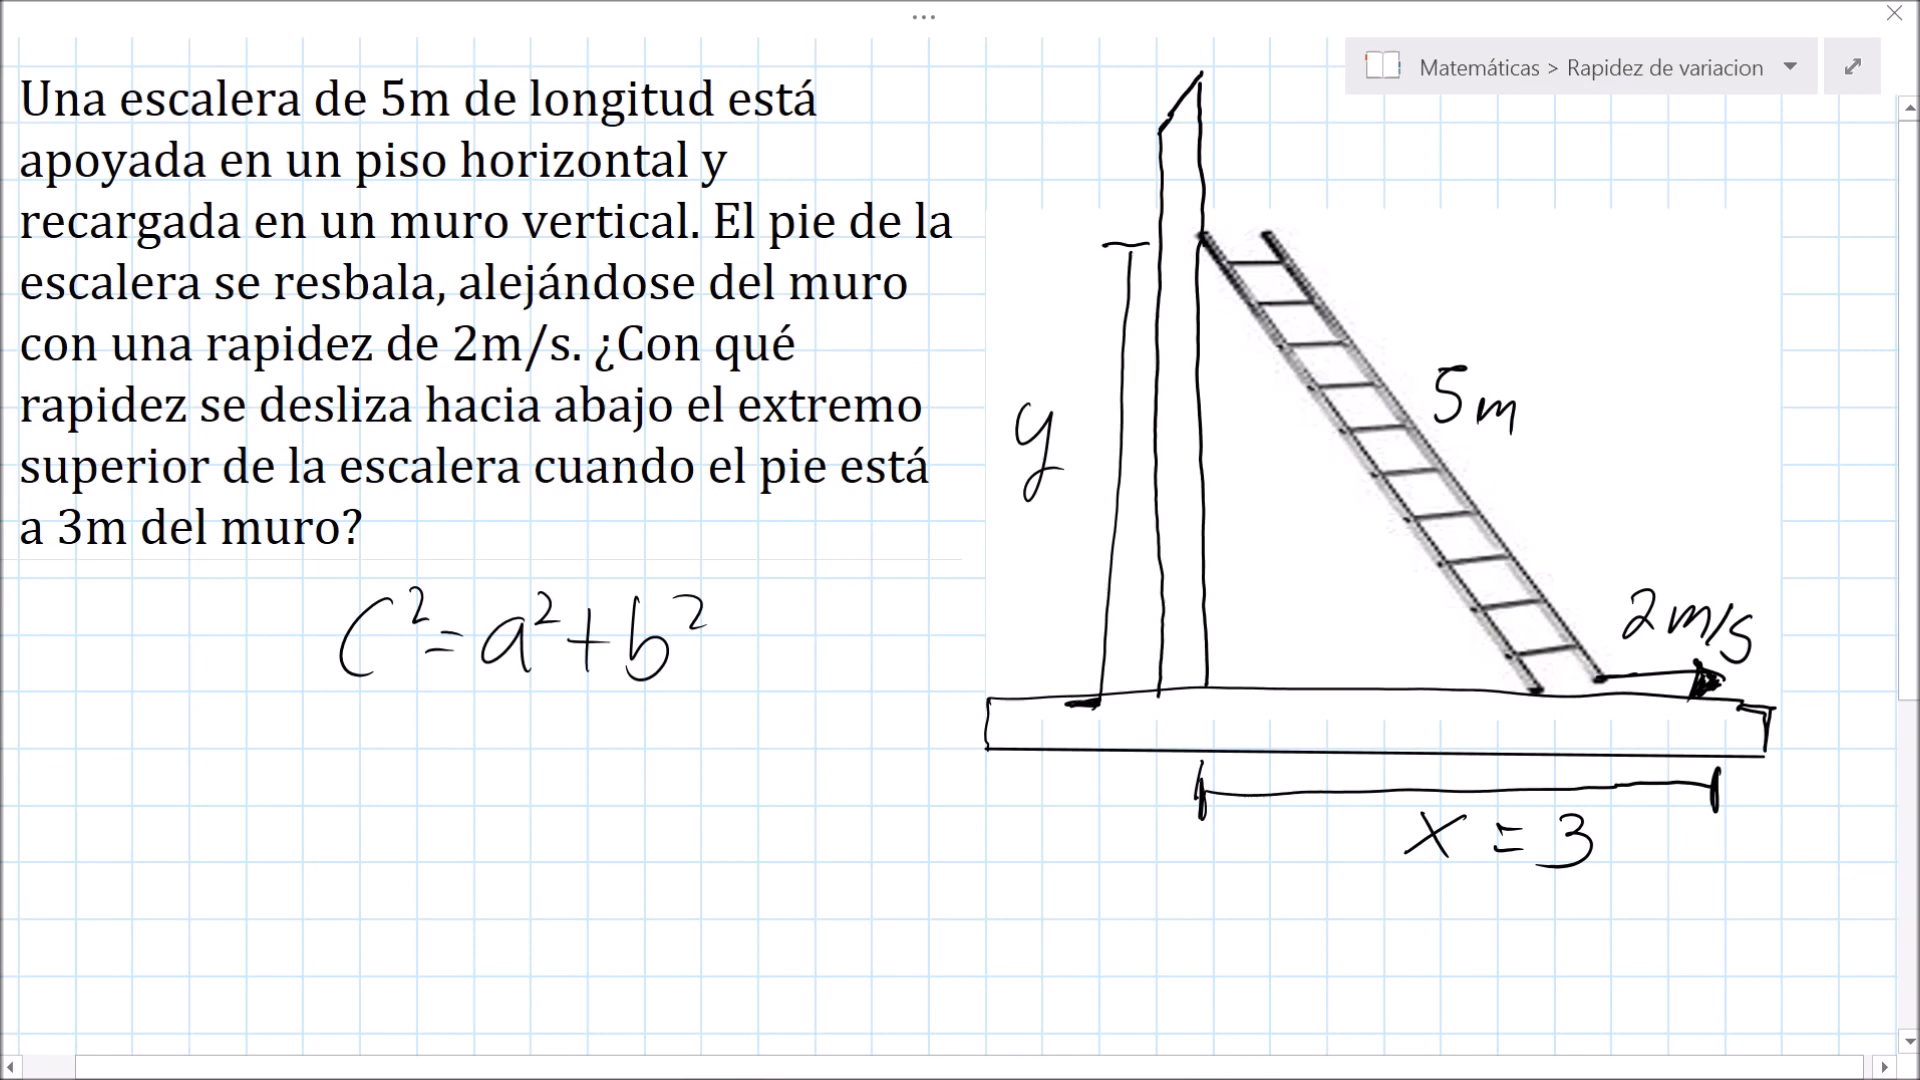 Matemáticas > Rapidez de variacion
Una escalera de 5m de longitud está
apoyada en un piso horizontal y
recargada en un muro vertical. El pie de la
escalera se resbala, alejándose del muro
con una rapidez de 2m/s. ¿Con qué
rapidez se desliza hacia abajo el extremo
superior de la escalera cuando el pie está
a 3m del muro?
C² = a² + b²
y
5m
2m/s
x = 3